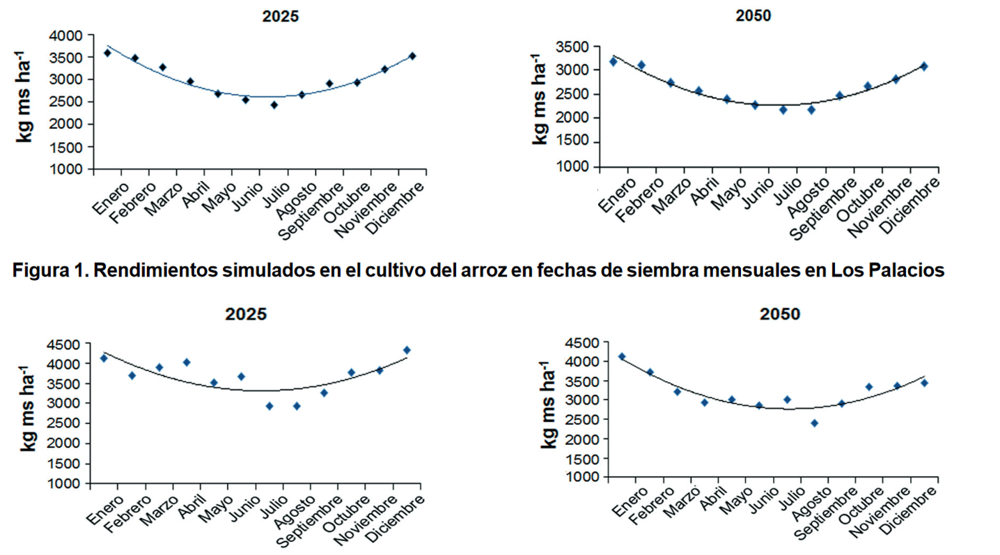 2025
kg ms ha-1
4000
3500
3000
2500
2000
1500
1000
Enero
Febrero
Marzo
Abril
Mayo
Junio
Julio
Agosto
Septiembre
Octubre
Noviembre
Diciembre
2050
kg ms ha-1
3500
3000
2500
2000
1500
1000
Enero
Febrero
Marzo
Abril
Mayo
Junio
Julio
Agosto
Septiembre
Octubre
Noviembre
Diciembre
Figura 1. Rendimientos simulados en el cultivo del arroz en fechas de siembra mensuales en Los Palacios
2025
kg ms ha-1
4500
4000
3500
3000
2500
2000
1500
1000
Enero
Febrero
Marzo
Abril
Mayo
Junio
Julio
Agosto
Septiembre
Octubre
Noviembre
Diciembre
2050
kg ms ha-1
4500
4000
3500
3000
2500
2000
1500
1000
Enero
Febrero
Marzo
Abril
Mayo
Junio
Julio
Agosto
Septiembre
Octubre
Noviembre
Diciembre